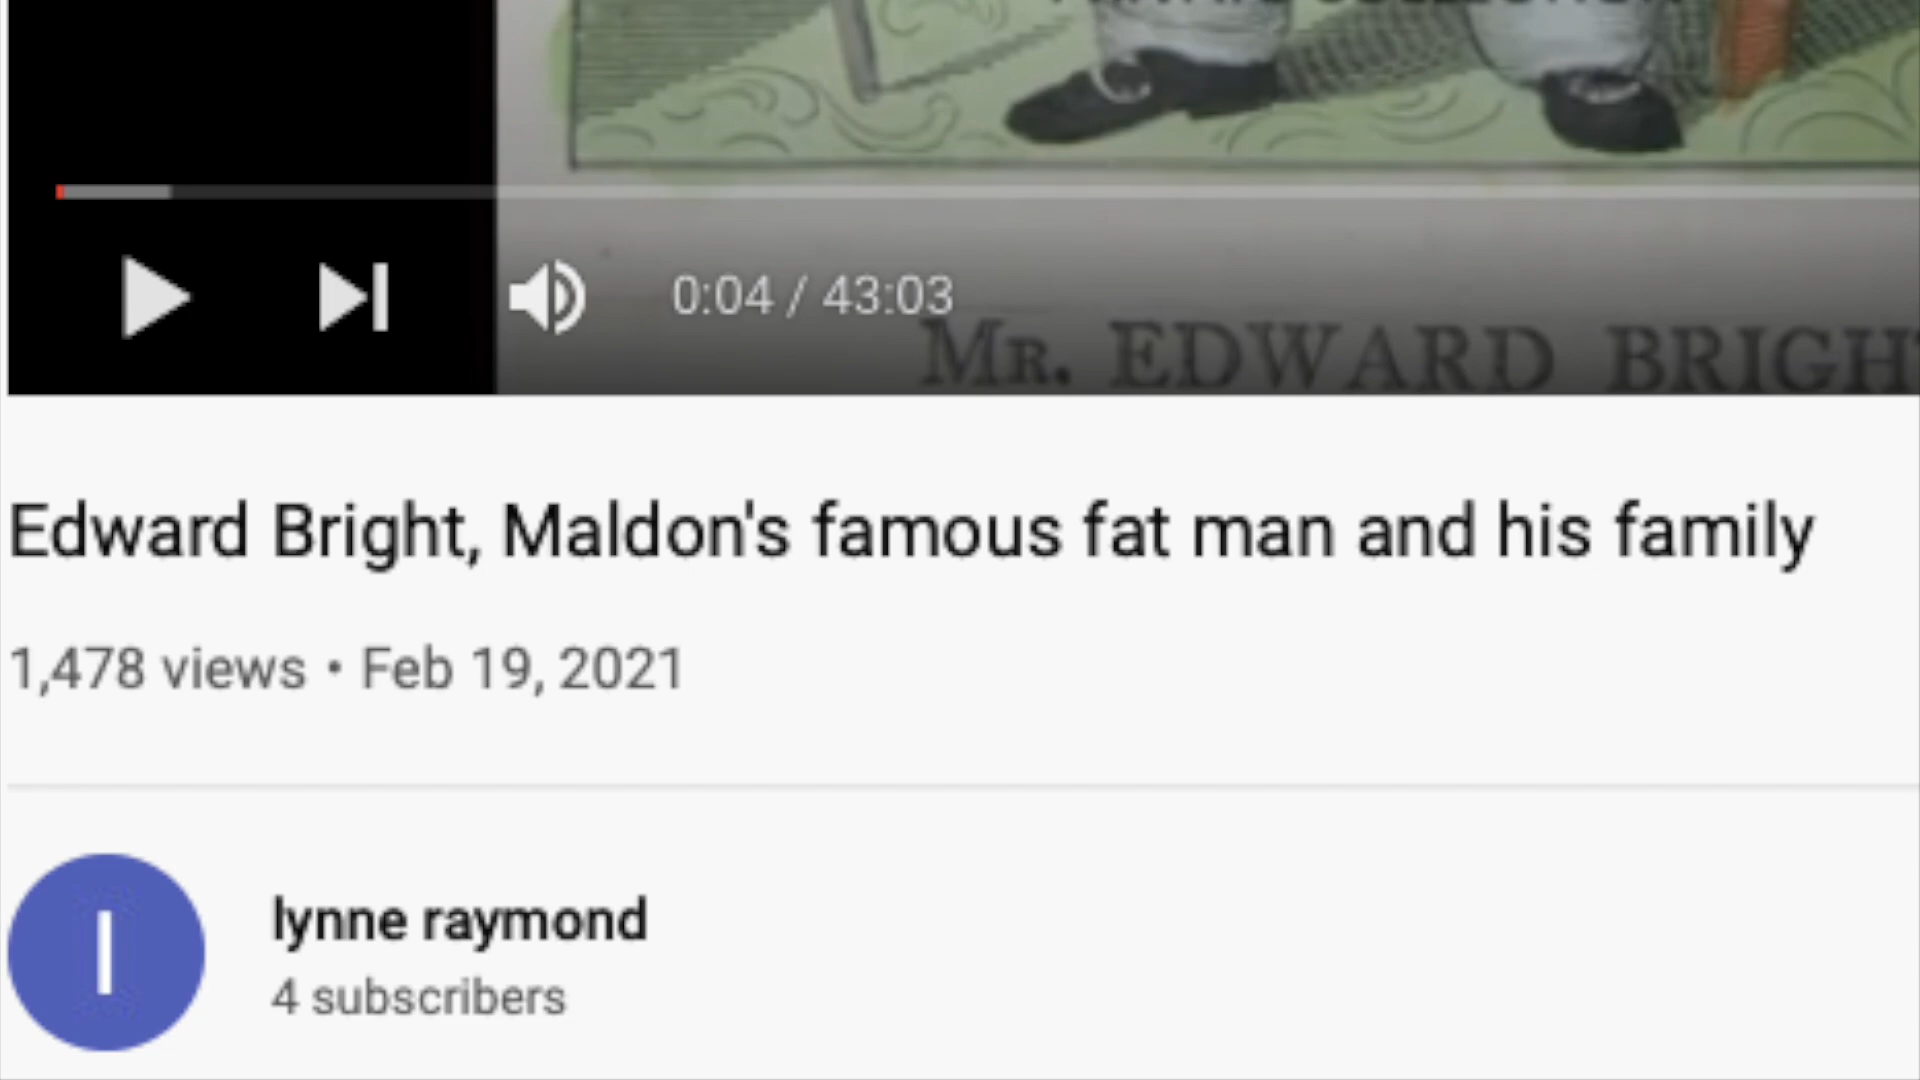 0:04 / 43:03
MR. EDWARD BRIGHT
Edward Bright, Maldon's famous fat man and his family
1,478 views • Feb 19, 2021
l
lynne raymond
4 subscribers